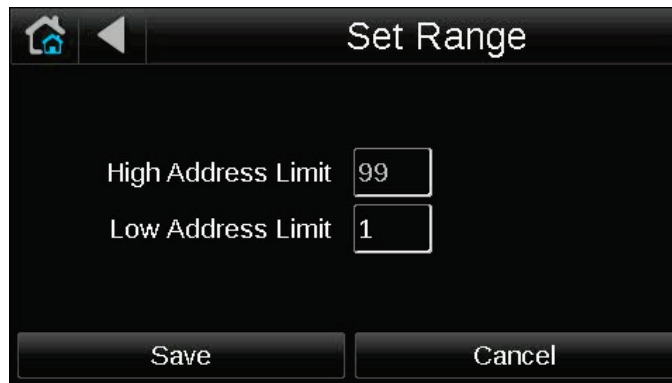 Set Range
High Address Limit 99
Low Address Limit 1
Save Cancel